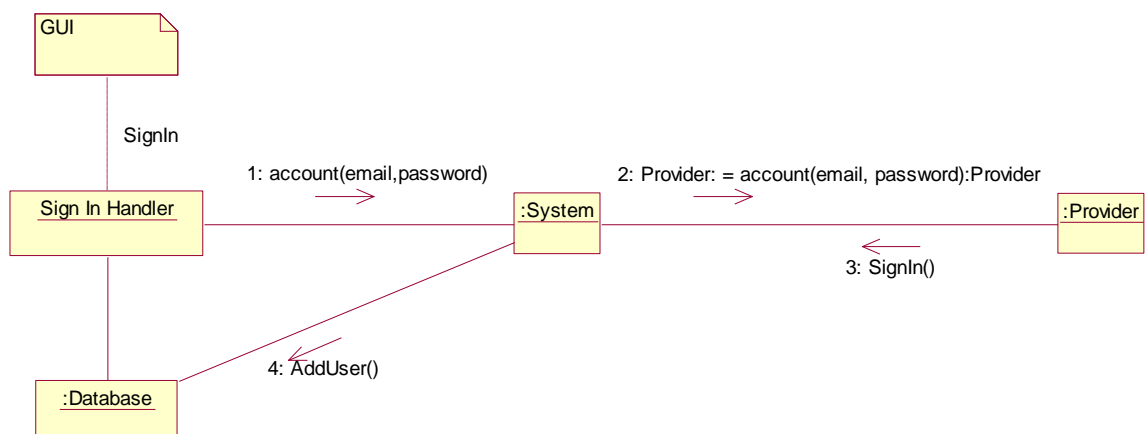 GUI
SignIn
1: account(email,password)
2: Provider: = account(email, password):Provider
Sign In Handler
:System
:Provider
3: SignIn()
4: AddUser()
:Database